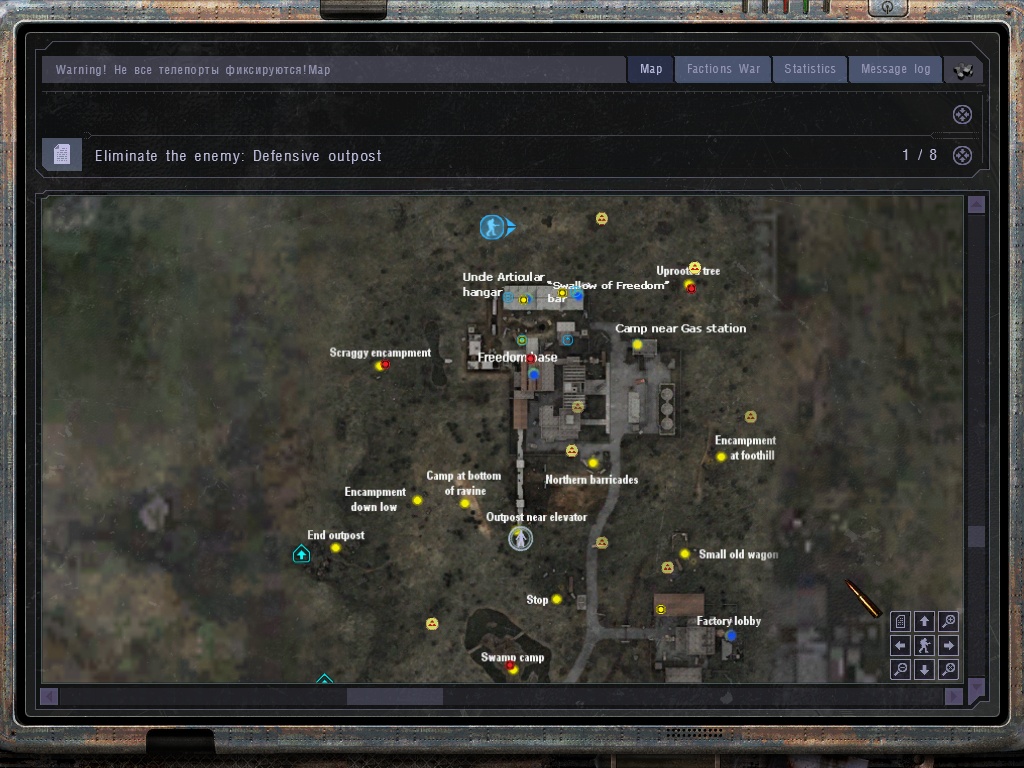 Warning! Не все телепорты фиксируются!Map
Map
Factions War
Statistics
Message log
Eliminate the enemy: Defensive outpost
1 / 8
Uncle Articular
hangar
"Swallow of Freedom"
bar
Uprooted tree
Camp near Gas station
Scraggy encampment
Freedom base
Encampment
at foothill
Camp at bottom
of ravine
Northern barricades
Encampment
down low
Outpost near elevator
End outpost
Small old wagon
Stop
Factory lobby
Swamp camp